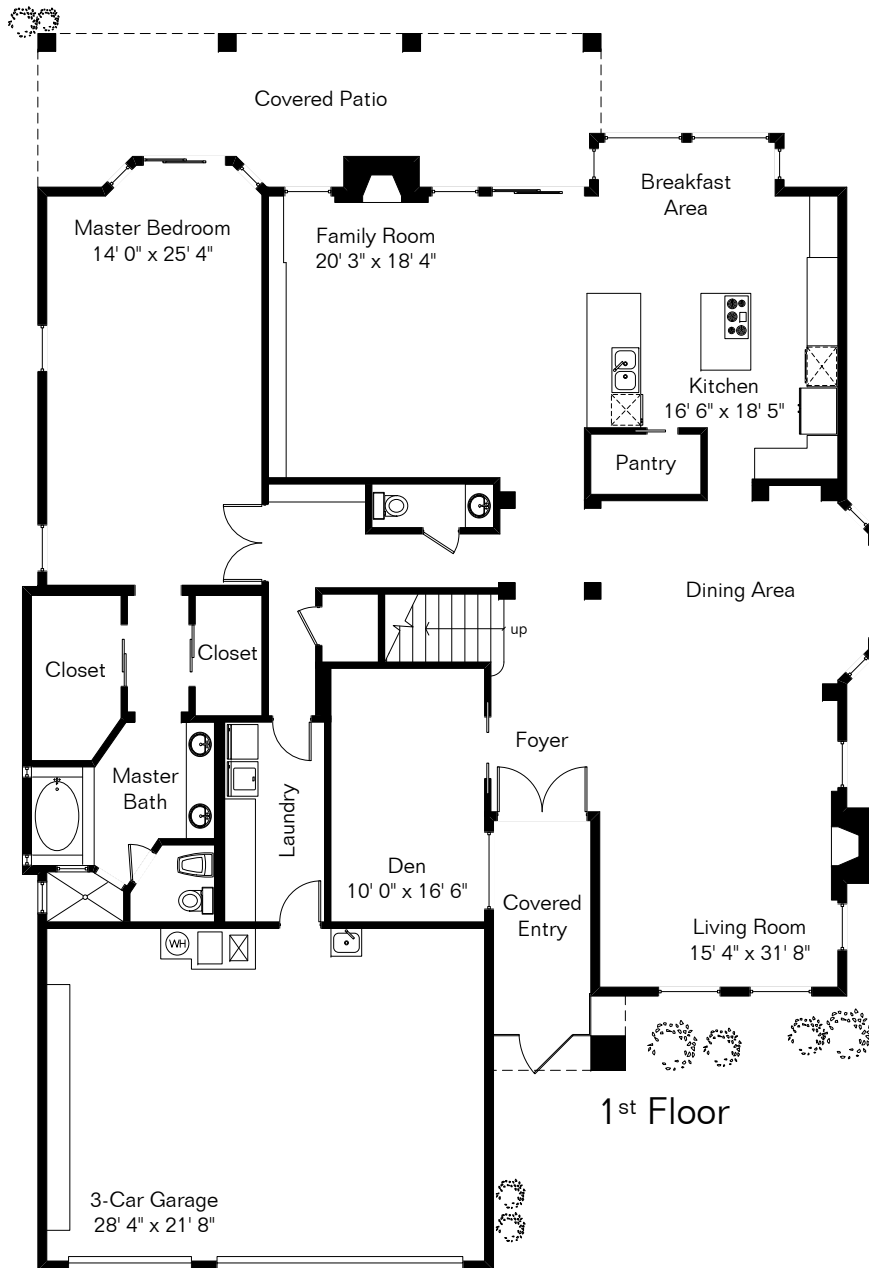 Covered Patio
Breakfast
Area
Master Bedroom
14' 0" x 25' 4"
Family Room
20' 3" x 18' 4"
Kitchen
16' 6" x 18' 5"
Pantry
Dining Area
up
Closet
Closet
Foyer
Master
Bath
Laundry
Den
10' 0" x 16' 6"
Covered
Entry
Living Room
15' 4" x 31' 8"
WH
1st Floor
3-Car Garage
28' 4" x 21' 8"